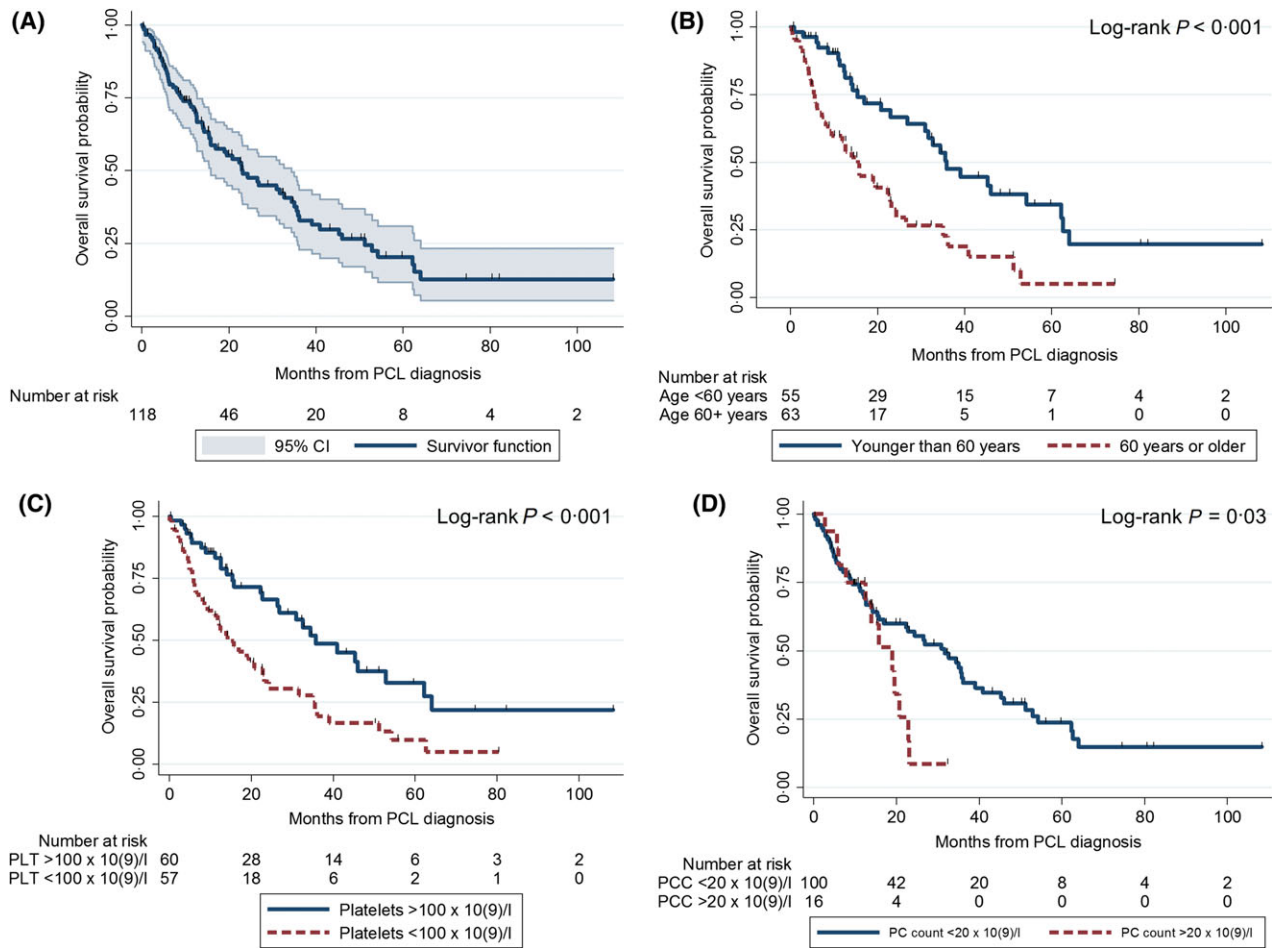 (A)
1·00
0·75
0·50
0·25
0·00
Overall survival probability
0 20 40 60 80 100
Months from PCL diagnosis
Number at risk
118 46 20 8 4 2
95% CI Survivor function
(B)
Log-rank P < 0·001
1·00
0·75
0·50
0·25
0·00
Overall survival probability
0 20 40 60 80 100
Months from PCL diagnosis
Number at risk
Age <60 years 55 29 15 7 4 2
Age 60+ years 63 17 5 1 0 0
Younger than 60 years 60 years or older
(C)
Log-rank P < 0·001
1·00
0·75
0·50
0·25
0·00
Overall survival probability
0 20 40 60 80 100
Months from PCL diagnosis
Number at risk
PLT >100 x 10(9)/l 60 28 14 6 3 2
PLT <100 x 10(9)/l 57 18 6 2 1 0
Platelets >100 x 10(9)/l
Platelets <100 x 10(9)/l
(D)
Log-rank P = 0·03
1·00
0·75
0·50
0·25
0·00
Overall survival probability
0 20 40 60 80 100
Months from PCL diagnosis
Number at risk
PCC <20 x 10(9)/l 100 42 20 8 4 2
PCC >20 x 10(9)/l 16 4 0 0 0 0
PC count <20 x 10(9)/l PC count >20 x 10(9)/l